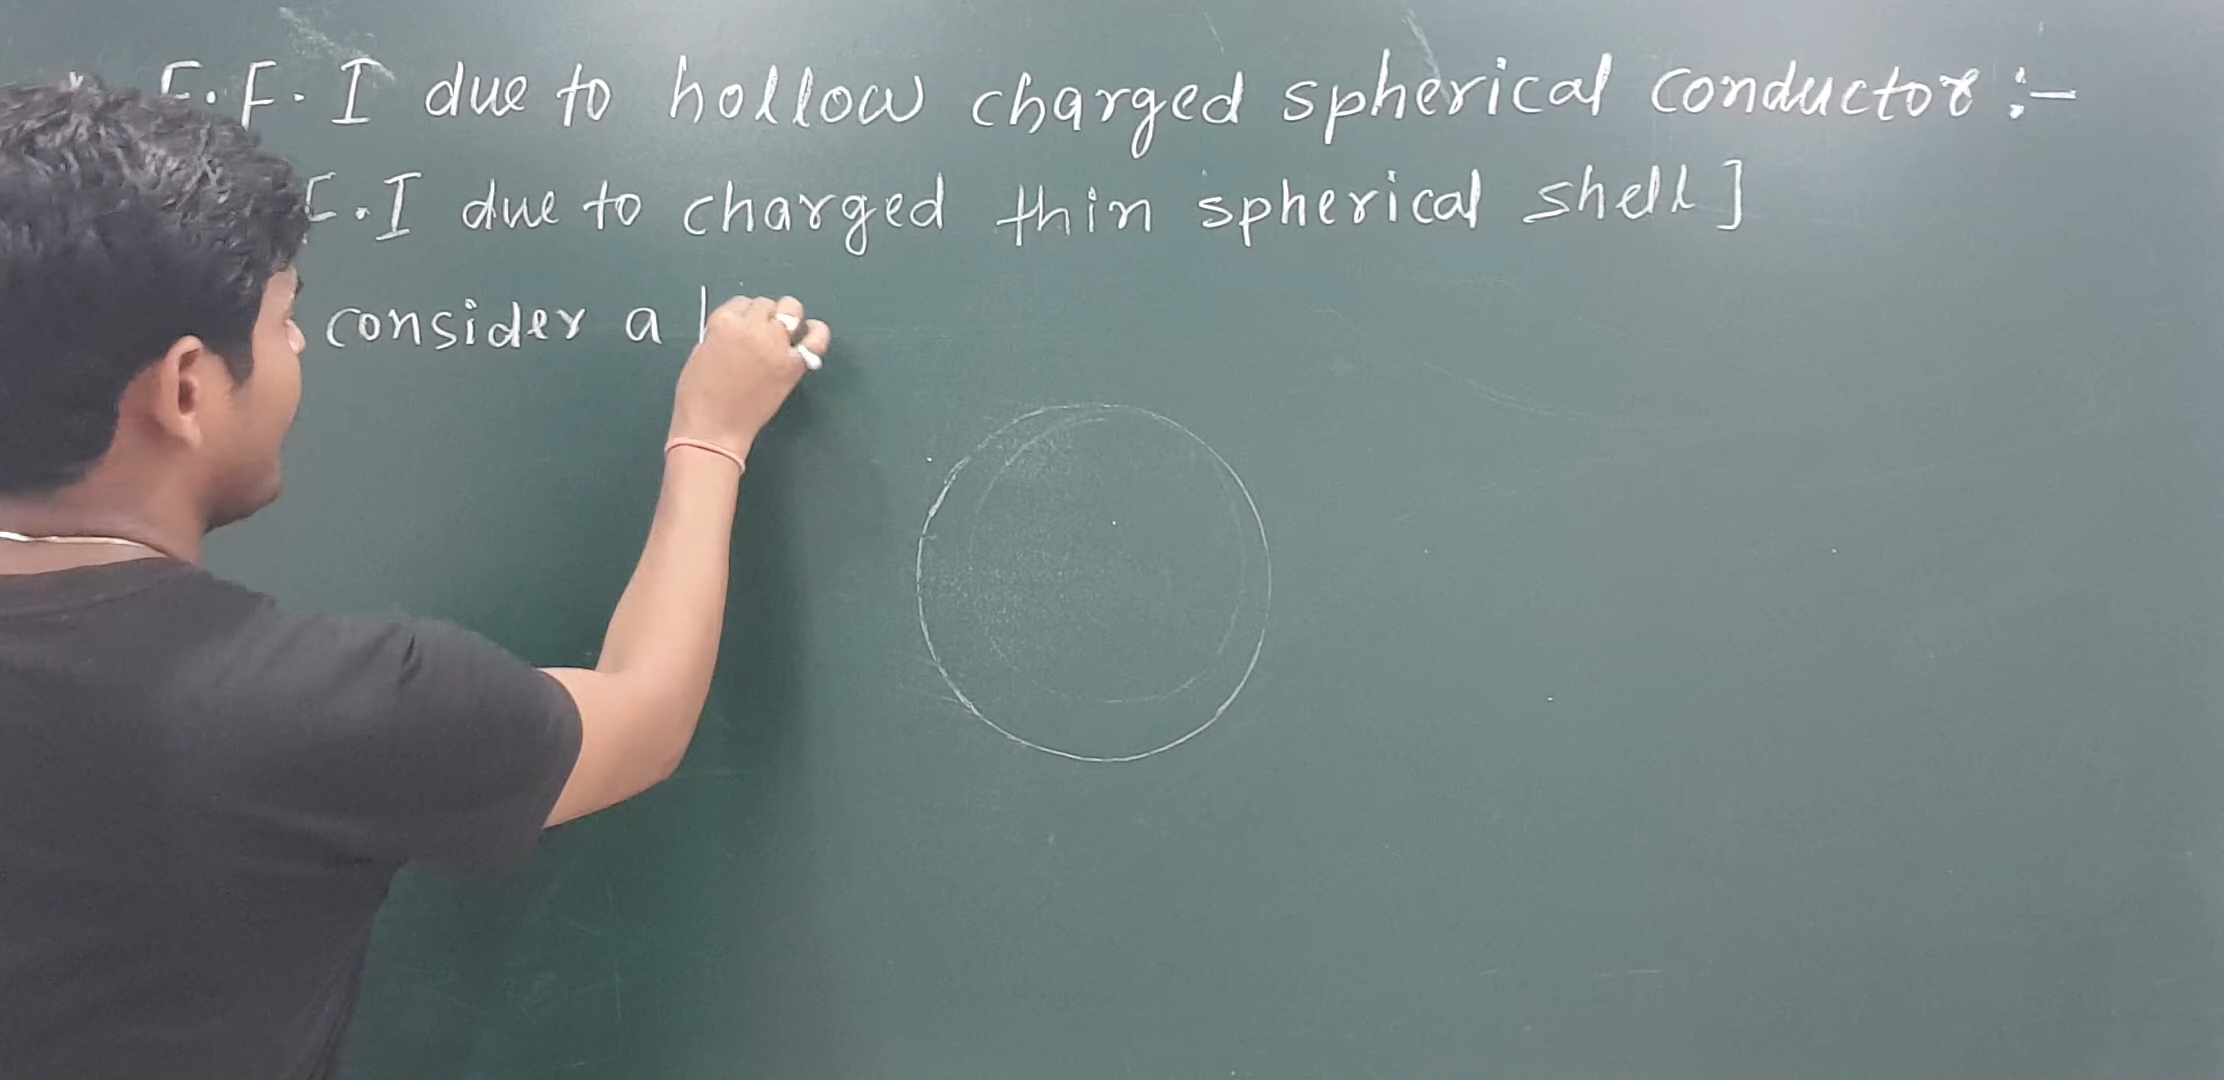 E.F.I due to hollow charged spherical conductor :-
F.I due to charged thin spherical shell]
consider a